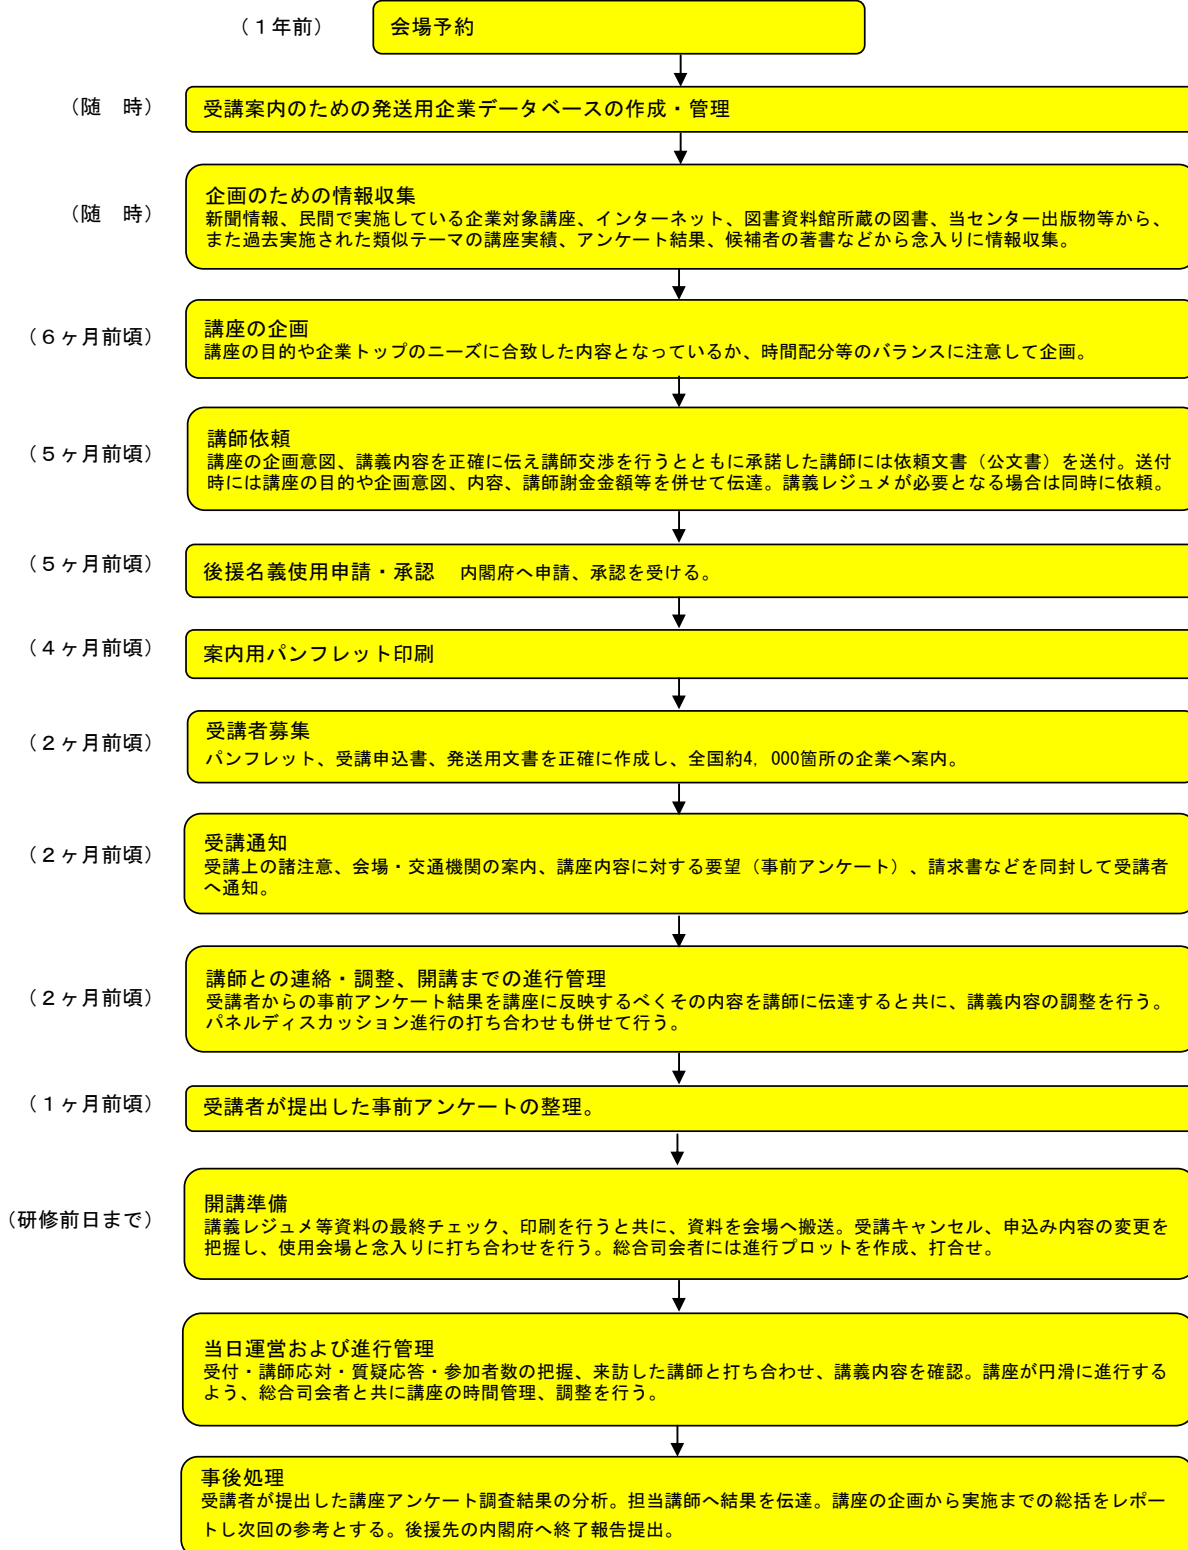 （１年前）
会場予約
（随　時）
受講案内のための発送用企業データベースの作成・管理
（随　時）
企画のための情報収集
新聞情報、民間で実施している企業対象講座、インターネット、図書資料館所蔵の図書、当センター出版物等から、
また過去実施された類似テーマの講座実績、アンケート結果、候補者の著書などから念入りに情報収集。
（６ヶ月前頃）
講座の企画
講座の目的や企業トップのニーズに合致した内容となっているか、時間配分等のバランスに注意して企画。
（５ヶ月前頃）
講師依頼
講座の企画意図、講義内容を正確に伝え講師交渉を行うとともに承諾した講師には依頼文書（公文書）を送付。送付
時には講座の目的や企画意図、内容、講師謝金金額等を併せて伝達。講義レジュメが必要となる場合は同時に依頼。
（５ヶ月前頃）
後援名義使用申請・承認　内閣府へ申請、承認を受ける。
（４ヶ月前頃）
案内用パンフレット印刷
（２ヶ月前頃）
受講者募集
パンフレット、受講申込書、発送用文書を正確に作成し、全国約4，000箇所の企業へ案内。
（２ヶ月前頃）
受講通知
受講上の諸注意、会場・交通機関の案内、講座内容に対する要望（事前アンケート）、請求書などを同封して受講者
へ通知。
（２ヶ月前頃）
講師との連絡・調整、開講までの進行管理
受講者からの事前アンケート結果を講座に反映するべくその内容を講師に伝達すると共に、講義内容の調整を行う。
パネルディスカッション進行の打ち合わせも併せて行う。
（１ヶ月前頃）
受講者が提出した事前アンケートの整理。
（研修前日まで）
開講準備
講義レジュメ等資料の最終チェック、印刷を行うと共に、資料を会場へ搬送。受講キャンセル、申込み内容の変更を
把握し、使用会場と念入りに打ち合わせを行う。総合司会者には進行プロットを作成、打合せ。
当日運営および進行管理
受付・講師応対・質疑応答・参加者数の把握、来訪した講師と打ち合わせ、講義内容を確認。講座が円滑に進行する
よう、総合司会者と共に講座の時間管理、調整を行う。
事後処理
受講者が提出した講座アンケート調査結果の分析。担当講師へ結果を伝達。講座の企画から実施までの総括をレポー
トし次回の参考とする。後援先の内閣府へ終了報告提出。